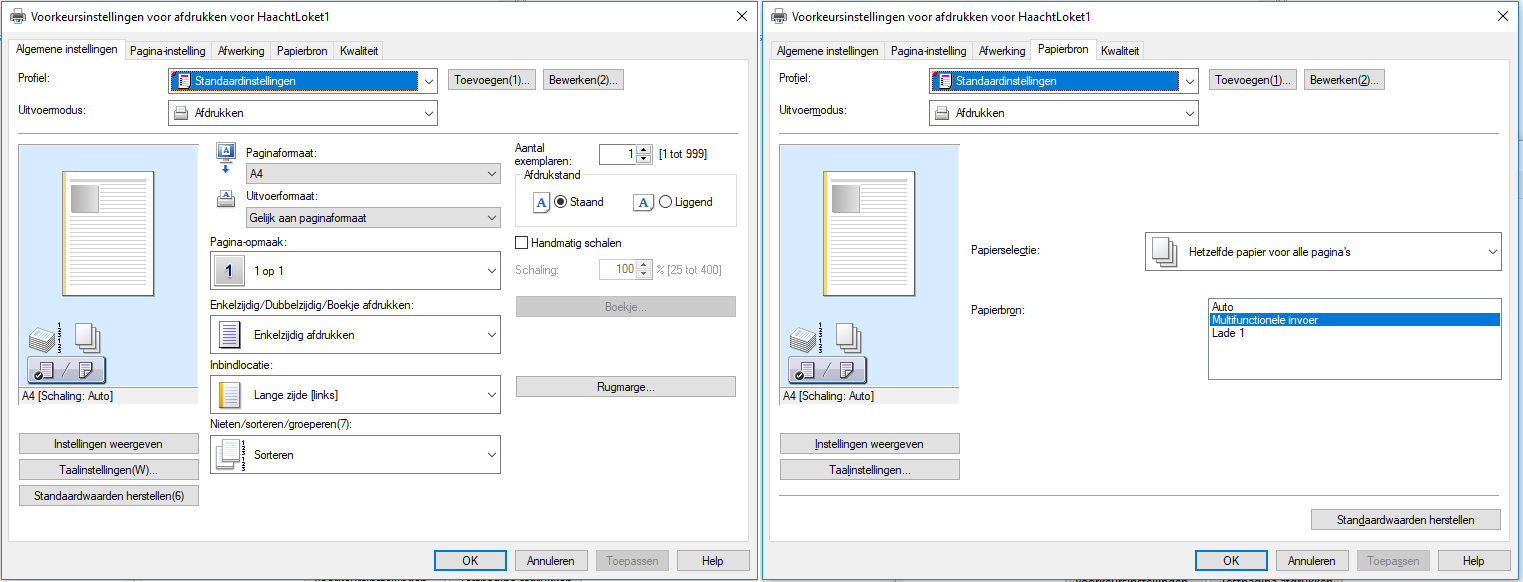 Voorkeursinstellingen voor afdrukken voor HaachtLoket1
Algemene instellingen Pagina-instelling Afwerking Papierbron Kwaliteit
Profiel: Standaardinstellingen Toevoegen(1)... Bewerken(2)...
Uitvoermodus: Afdrukken
Paginaformaat:
A4
Uitvoerformaat:
Gelijk aan paginaformaat
Pagina-opmaak:
1 1 op 1
Enkelzijdig/Dubbelzijdig/Boekje afdrukken:
Enkelzijdig afdrukken
Inbindlocatie:
Lange zijde [links]
Nieten/sorteren/groeperen(7):
Sorteren
Aantal
exemplaren: 1 [1 tot 999]
Afdrukstand
A Staand A Liggend
Handmatig schalen
Schaling: 100 % [25 tot 400]
Boekje...
Rugmarge...
A4 [Schaling: Auto]
Instellingen weergeven
Taalinstellingen(W)...
Standaardwaarden herstellen(6)
OK Annuleren Toepassen Help
Voorkeursinstellingen voor afdrukken voor HaachtLoket1
Algemene instellingen Pagina-instelling Afwerking Papierbron Kwaliteit
Profiel: Standaardinstellingen Toevoegen(1)... Bewerken(2)...
Uitvoermodus: Afdrukken
Papierselectie: Hetzelfde papier voor alle pagina's
Papierbron: Auto
Multifunctionele invoer
Lade 1
A4 [Schaling: Auto]
Instellingen weergeven
Taalinstellingen...
Standaardwaarden herstellen
OK Annuleren Toepassen Help